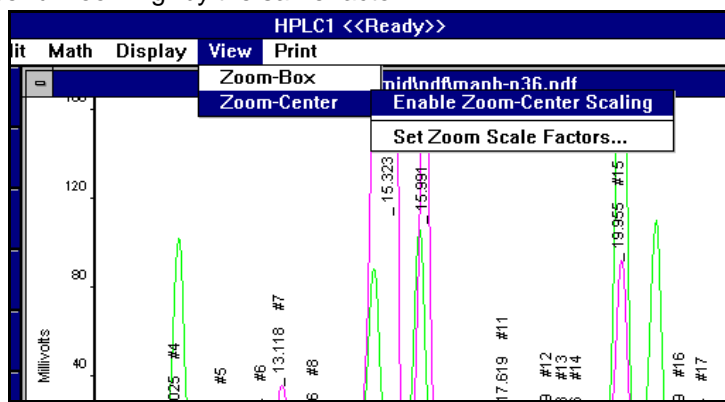 HPLC1 <<Ready>>
lit Math Display View Print
Zoom-Box
Zoom-Center
Enable Zoom-Center Scaling
Set Zoom Scale Factors...
120
80
40
Millivolts
025 #4
#5
#6
13.118 #7
#8
15.323
15.991
17.619 #11
#12
#13
#14
19.955 #15
#16
#17